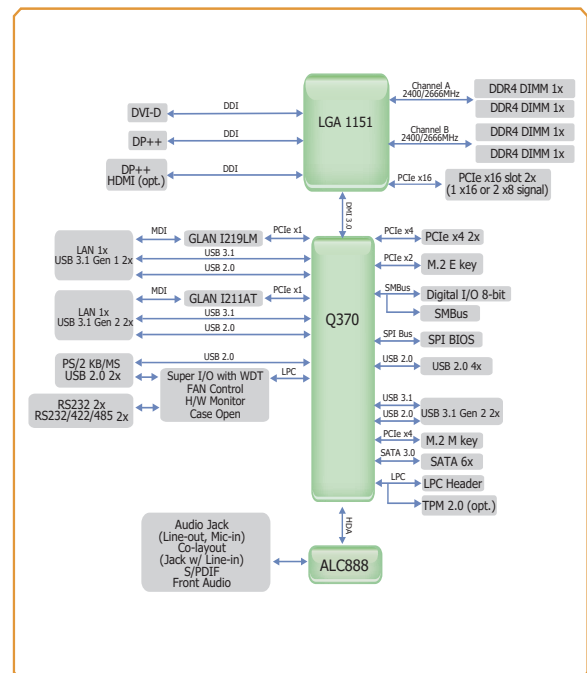 LGA 1151
Channel A
2400/2666MHz
DDR4 DIMM 1x
DDR4 DIMM 1x
Channel B
2400/2666MHz
DDR4 DIMM 1x
DDR4 DIMM 1x
DVI-D
DDI
DP++
DDI
DP++
HDMI (opt.)
DDI
PCIe x16
PCIe x16 slot 2x
(1 x16 or 2 x8 signal)
DMI 3.0
Q370
LAN 1x
USB 3.1 Gen 1 2x
MDI
GLAN I219LM
PCIe x1
USB 3.1
USB 2.0
LAN 1x
USB 3.1 Gen 2 2x
MDI
GLAN I211AT
PCIe x1
USB 3.1
USB 2.0
PS/2 KB/MS
USB 2.0 2x
USB 2.0
Super I/O with WDT
FAN Control
H/W Monitor
Case Open
LPC
RS232 2x
RS232/422/485 2x
PCIe x4
PCIe x4 2x
PCIe x2
M.2 E key
SMBus
Digital I/O 8-bit
SMBus
SPI Bus
SPI BIOS
USB 2.0
USB 2.0 4x
USB 3.1
USB 2.0
USB 3.1 Gen 2 2x
PCIe x4
M.2 M key
SATA 3.0
SATA 6x
LPC
LPC Header
TPM 2.0 (opt.)
HDA
ALC888
Audio Jack
(Line-out, Mic-in)
Co-layout
(Jack w/ Line-in)
S/PDIF
Front Audio